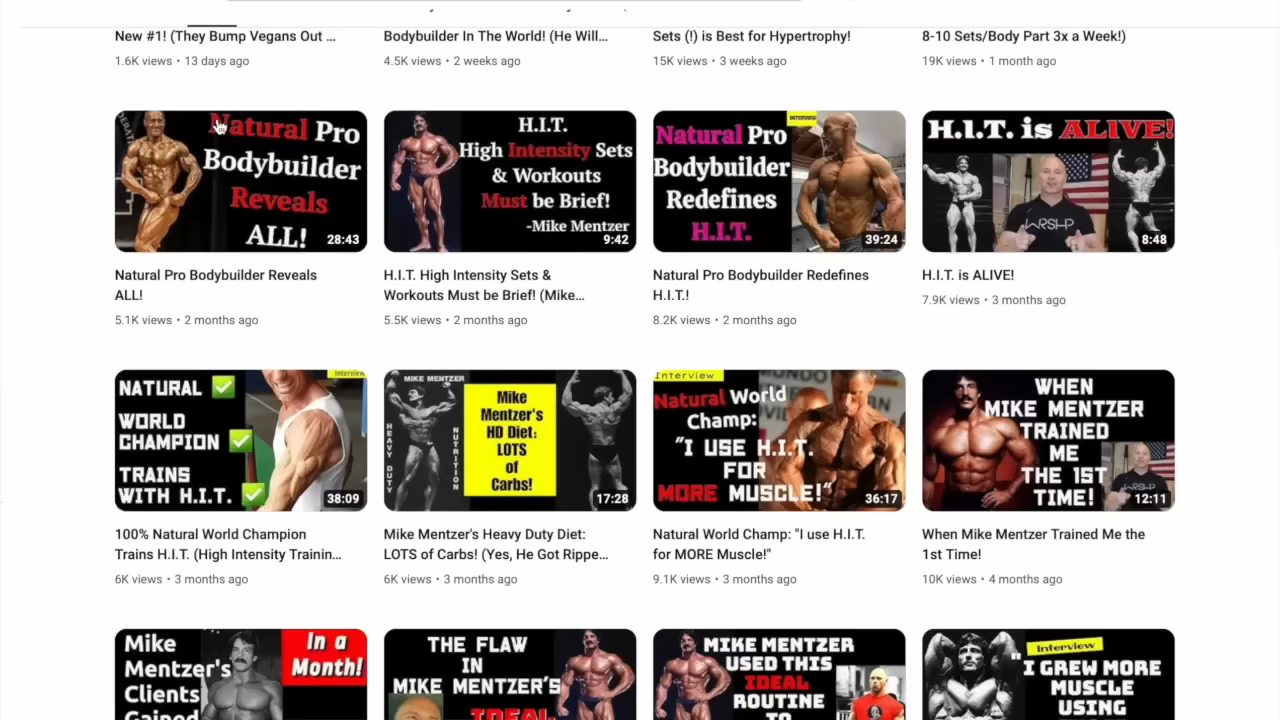 New #1! (They Bump Vegans Out ...
Bodybuilder In The World! (He Will...
Sets (!) is Best for Hypertrophy!
8-10 Sets/Body Part 3x a Week!)
1.6K views • 13 days ago
4.5K views • 2 weeks ago
15K views • 3 weeks ago
19K views • 1 month ago
Natural Pro
Bodybuilder
Reveals
ALL!
28:43
H.I.T.
High Intensity Sets
& Workouts
Must be Brief!
-Mike Mentzer
9:42
Interview
Natural Pro
Bodybuilder
Redefines
H.I.T.
39:24
H.I.T. is ALIVE!
WRSHP
8:48
Natural Pro Bodybuilder Reveals
ALL!
H.I.T. High Intensity Sets &
Workouts Must be Brief! (Mike...
Natural Pro Bodybuilder Redefines
H.I.T.!
H.I.T. is ALIVE!
5.1K views • 2 months ago
5.5K views • 2 months ago
8.2K views • 2 months ago
7.9K views • 3 months ago
Interview
NATURAL
WORLD
CHAMPION
TRAINS
WITH H.I.T.
38:09
MIKE MENTZER
HEAVY DUTY
NUTRITION
Mike
Mentzer's
HD Diet:
LOTS
of
Carbs!
17:28
Interview
Natural World
Champ:
"I USE H.I.T.
FOR
MORE MUSCLE!"
36:17
WHEN
MIKE MENTZER
TRAINED
ME
THE 1ST
TIME!
12:11
100% Natural World Champion
Trains H.I.T. (High Intensity Trainin...
Mike Mentzer's Heavy Duty Diet:
LOTS of Carbs! (Yes, He Got Rippe...
Natural World Champ: "I use H.I.T.
for MORE Muscle!"
When Mike Mentzer Trained Me the
1st Time!
6K views • 3 months ago
6K views • 3 months ago
9.1K views • 3 months ago
10K views • 4 months ago
Mike
Mentzer's
Clients
Gained
In a
Month!
THE FLAW
IN
MIKE MENTZER'S
IDEAL
MIKE MENTZER
USED THIS
IDEAL
ROUTINE
TO
Interview
"I GREW MORE
MUSCLE
USING